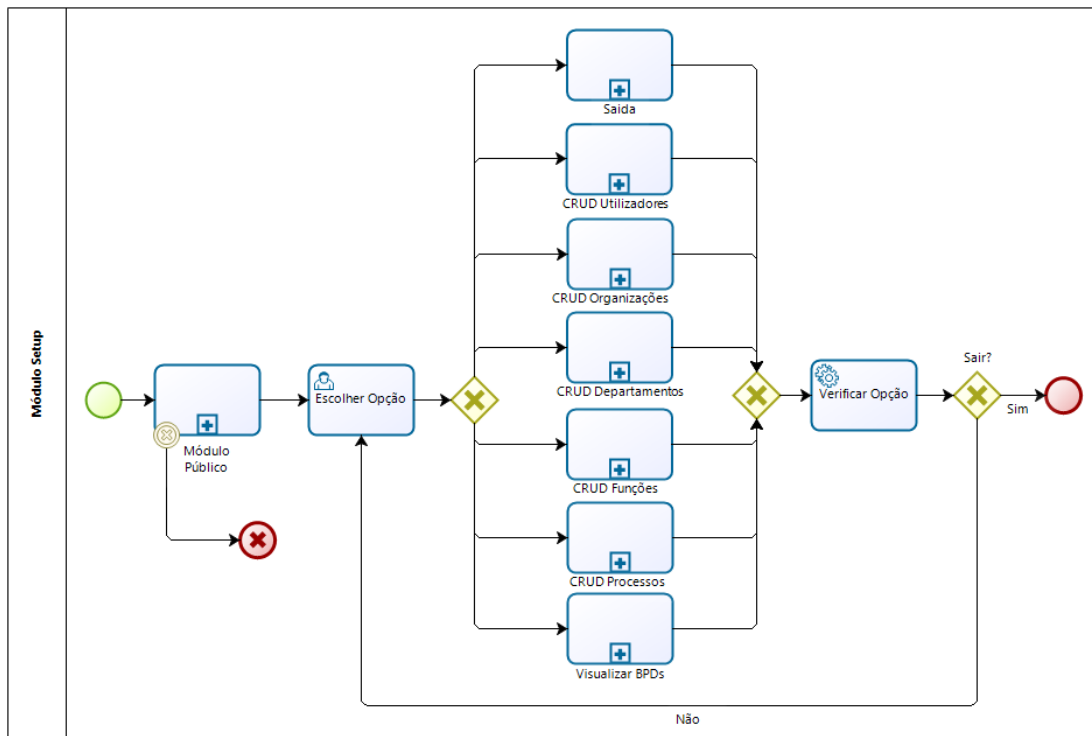 Módulo Setup
Saida
CRUD Utilizadores
CRUD Organizações
CRUD Departamentos
CRUD Funções
CRUD Processos
Visualizar BPDs
Módulo
Público
Escolher Opção
Verificar Opção
Sair?
Sim
Não